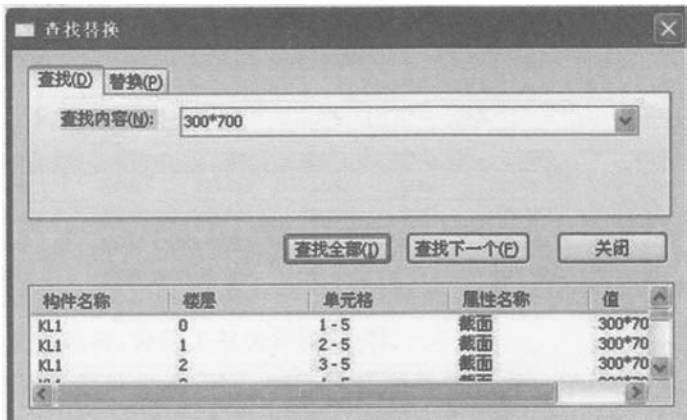 查找替换
查找(D) 替换(P)
查找内容(N): 300*700
查找全部(I) 查找下一个(F) 关闭
构件名称 楼层 单元格 属性名称 值
KL1 0 1-5 截面 300*70
KL1 1 2-5 截面 300*70
KL1 2 3-5 截面 300*70